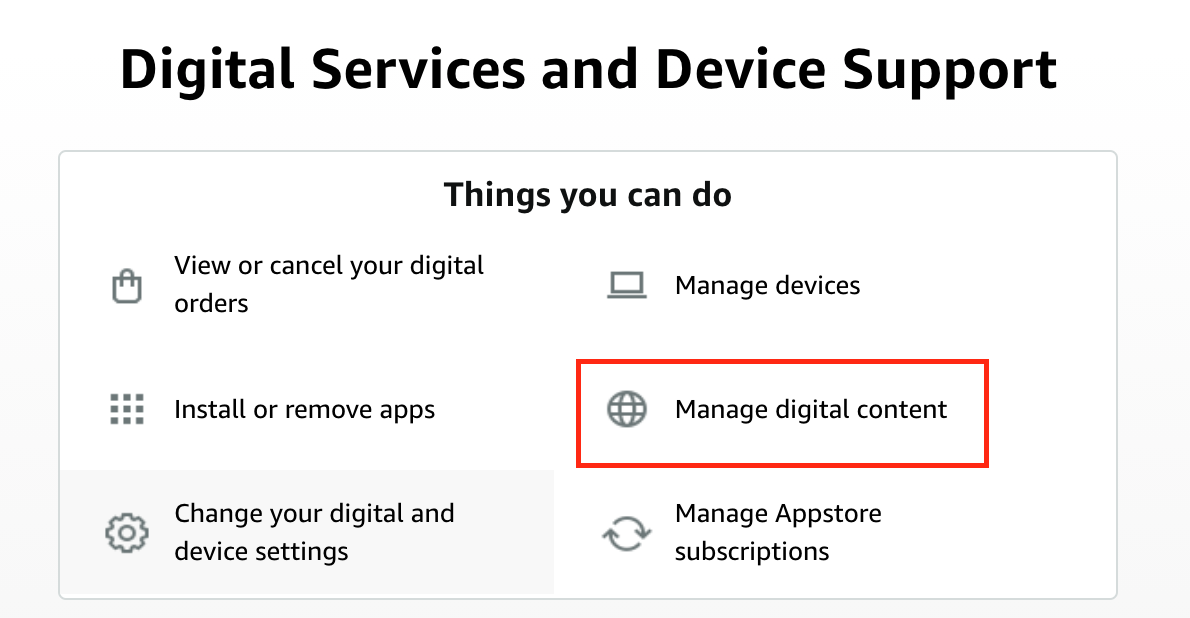 Digital Services and Device Support
Things you can do
View or cancel your digital
orders
Manage devices
Install or remove apps
Manage digital content
Change your digital and
device settings
Manage Appstore
subscriptions